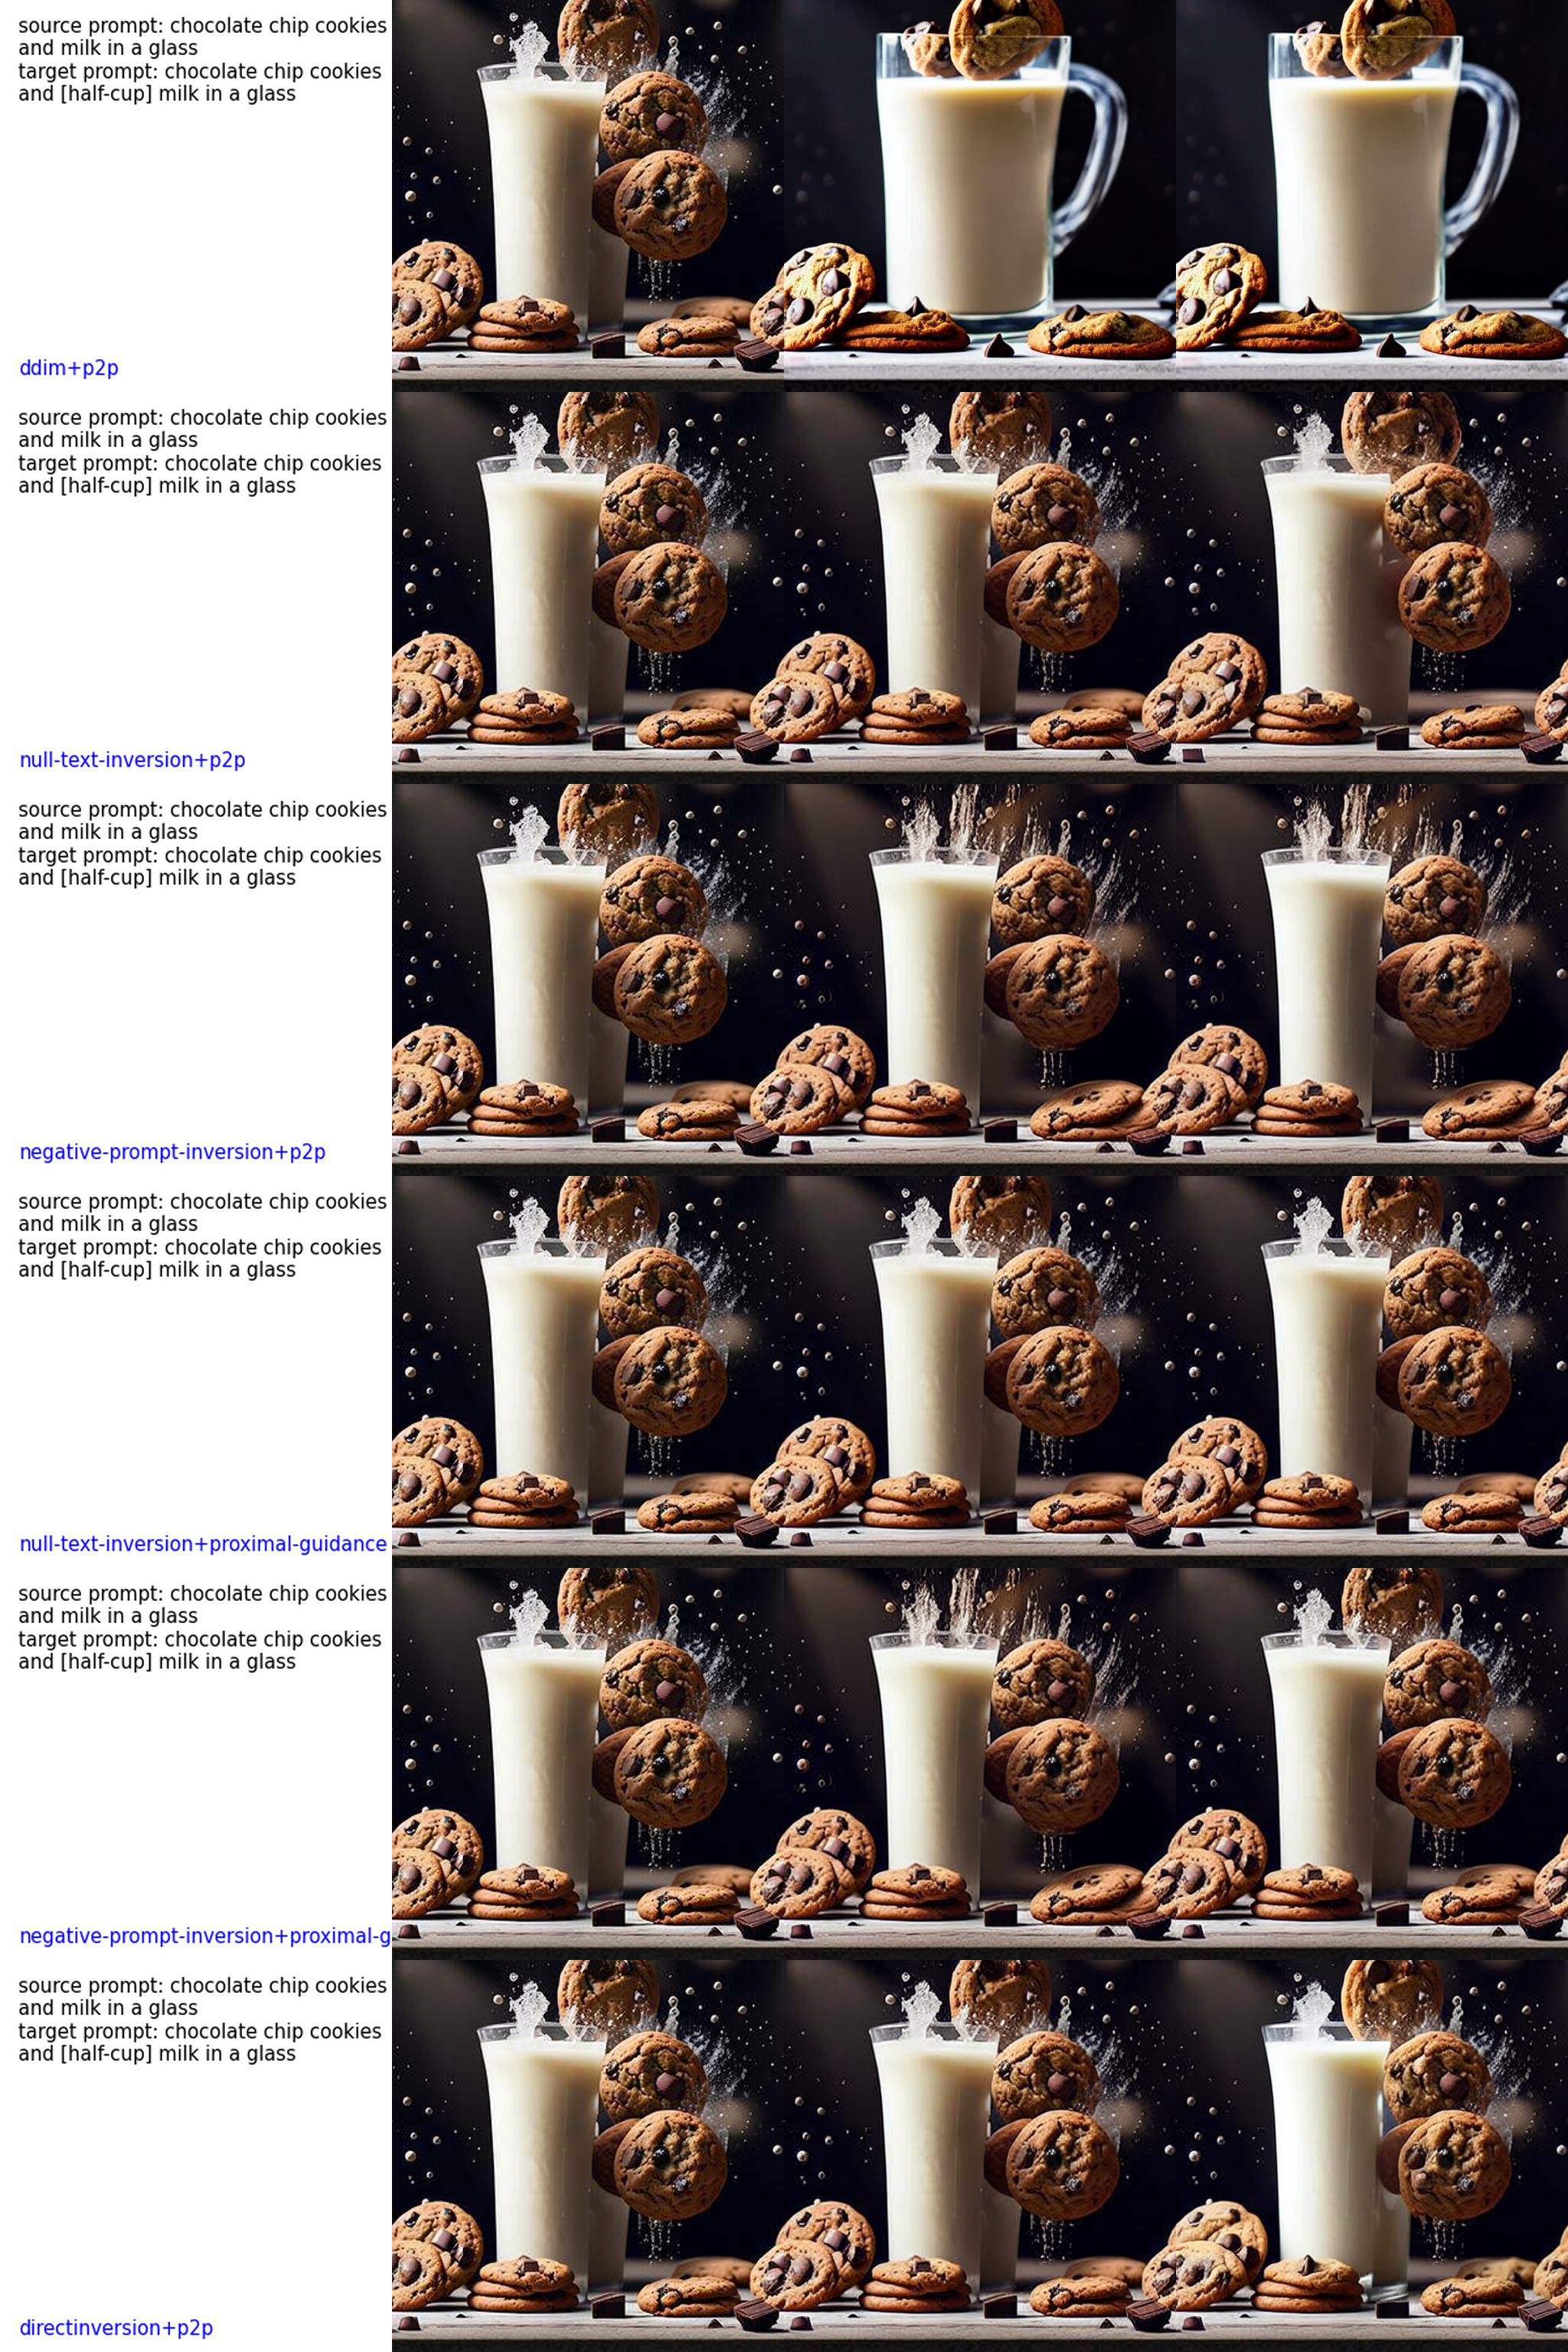 source prompt: chocolate chip cookies
and milk in a glass
target prompt: chocolate chip cookies
and [half-cup] milk in a glass
ddim+p2p
source prompt: chocolate chip cookies
and milk in a glass
target prompt: chocolate chip cookies
and [half-cup] milk in a glass
null-text-inversion+p2p
source prompt: chocolate chip cookies
and milk in a glass
target prompt: chocolate chip cookies
and [half-cup] milk in a glass
negative-prompt-inversion+p2p
source prompt: chocolate chip cookies
and milk in a glass
target prompt: chocolate chip cookies
and [half-cup] milk in a glass
null-text-inversion+proximal-guidance
source prompt: chocolate chip cookies
and milk in a glass
target prompt: chocolate chip cookies
and [half-cup] milk in a glass
negative-prompt-inversion+proximal-g
source prompt: chocolate chip cookies
and milk in a glass
target prompt: chocolate chip cookies
and [half-cup] milk in a glass
directinversion+p2p